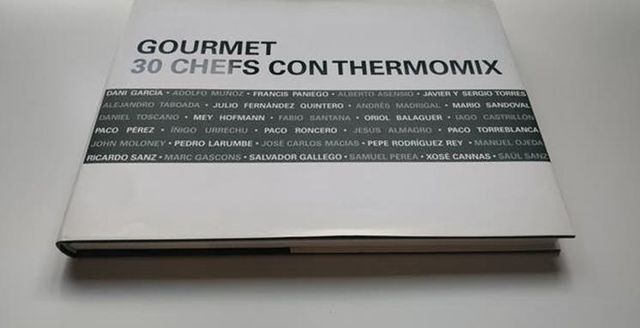 GOURMET
30 CHEFS CON THERMOMIX
DANI GARCÍA • ADOLFO MUÑOZ • FRANCIS PANIEGO • ALBERTO ASENSIO • JAVIER Y SERGIO TORRES
ALEJANDRO TABOADA • JULIO FERNÁNDEZ QUINTERO • ANDRÉS MADRIGAL • MARIO SANDOVAL
DANIEL TOSCANO • MEY HOFMANN • FABIO SANTANA • ORIOL BALAGUER • IAGO CASTRILLÓN
PACO PÉREZ • IÑIGO URRECHU • PACO RONCERO • JESÚS ALMAGRO • PACO TORREBLANCA
JOHN MOLONEY • PEDRO LARUMBE • JOSÉ CARLOS MACÍAS • PEPE RODRÍGUEZ REY • MANUEL OJEDA
RICARDO SANZ • MARC GASCONS • SALVADOR GALLEGO • SAMUEL PEREA • XOSÉ CANNAS • SAÚL SANZ